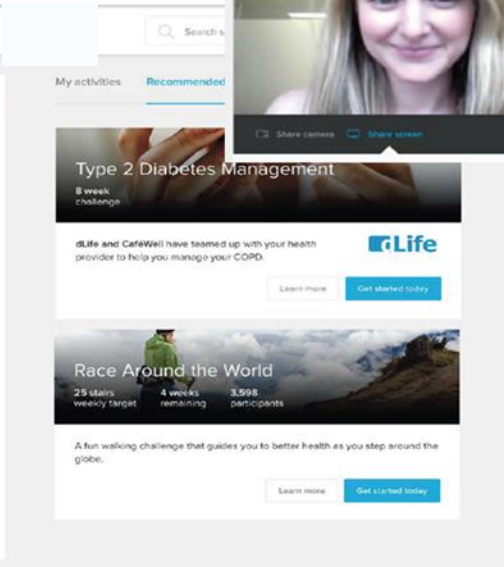 Search s
Share camera
Share screen
My activities
Recommended
Type 2 Diabetes Management
8 week
challenge
dLife and CaféWell have teamed up with your health
provider to help you manage your COPD.
dLife
Learn more
Get started today
Race Around the World
25 stairs
weekly target
4 weeks
remaining
3,598
participants
A fun walking challenge that guides you to better health as you step around the
globe.
Learn more
Get started today